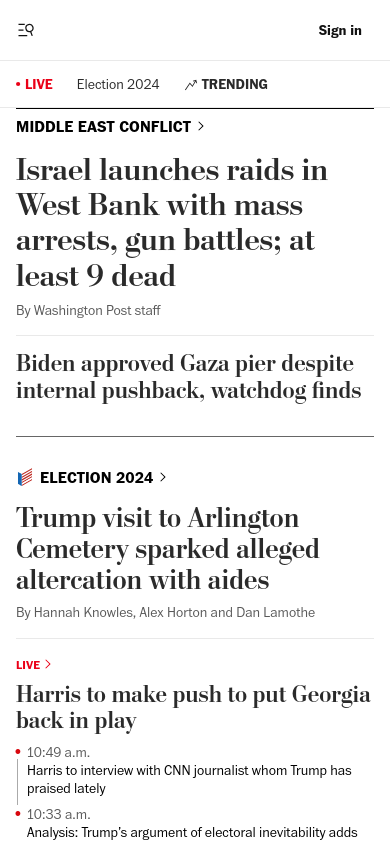 Sign in
LIVE
Election 2024
TRENDING
MIDDLE EAST CONFLICT
Israel launches raids in
West Bank with mass
arrests, gun battles; at
least 9 dead
By Washington Post staff
Biden approved Gaza pier despite
internal pushback, watchdog finds
ELECTION 2024
Trump visit to Arlington
Cemetery sparked alleged
altercation with aides
By Hannah Knowles, Alex Horton and Dan Lamothe
LIVE
Harris to make push to put Georgia
back in play
10:49 a.m.
Harris to interview with CNN journalist whom Trump has
praised lately
10:33 a.m.
Analysis: Trump’s argument of electoral inevitability adds